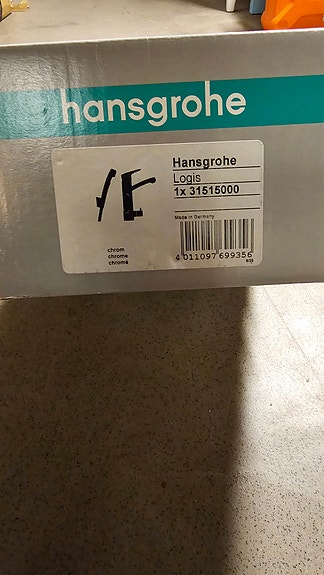 hansgrohe
Hansgrohe
Logis
1x 31515000
Made in Germany
chrom
chrome
chromé
4 011097 699356